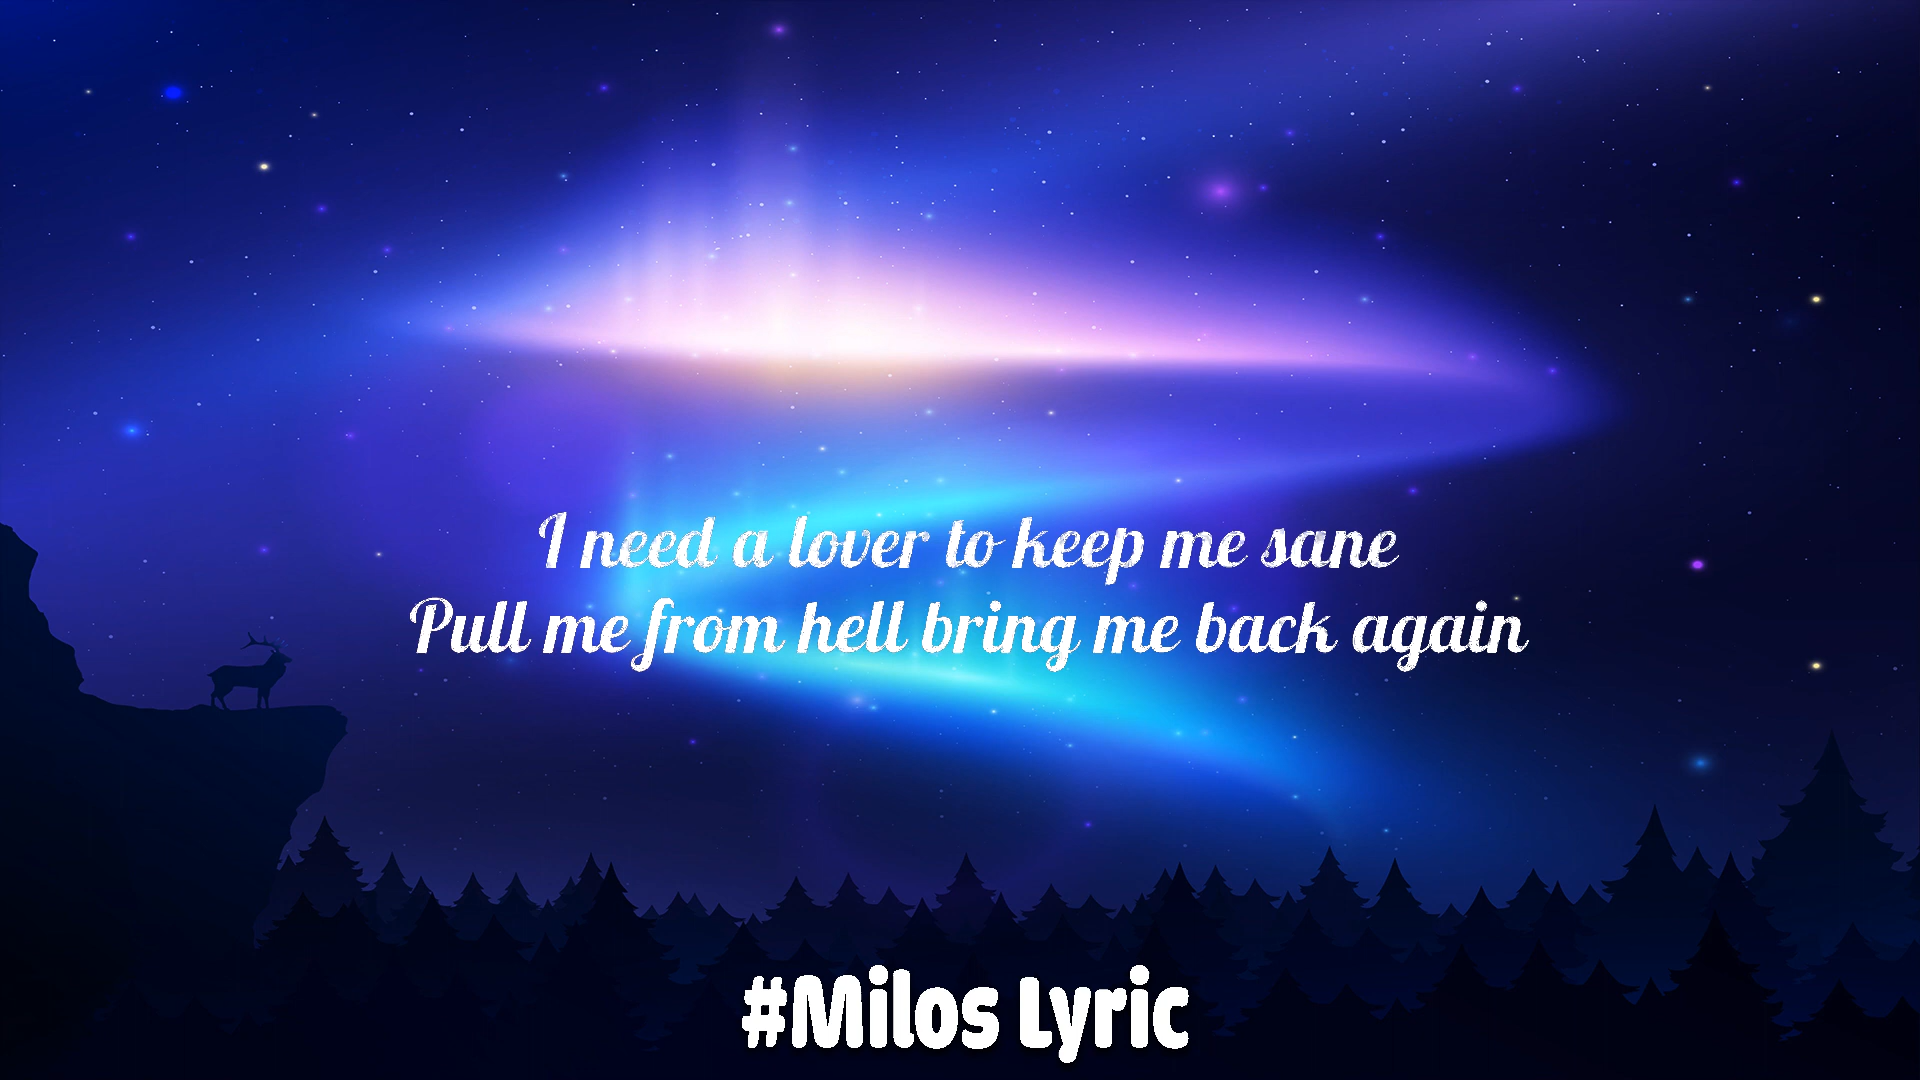 I need a lover to keep me sane
Pull me from hell bring me back again
#Milos Lyric